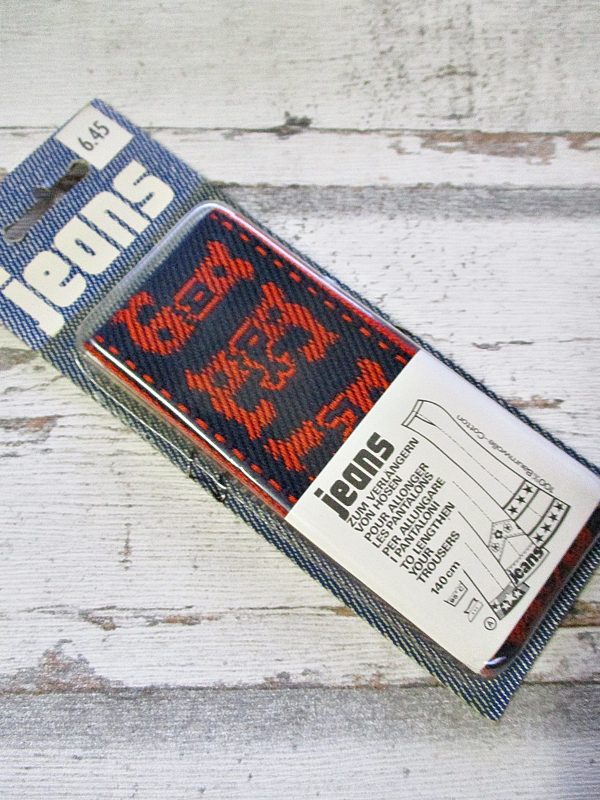 6.45
jeans
jeans
ZUM VERLÄNGERN
VON HOSEN
POUR ALLONGER
LES PANTALONS
PER ALLUNGARE
PANTALONI
TO LENGTHEN
YOUR
TROUSERS
140 cm
100% Baumwolle-Cotton
jeans
A